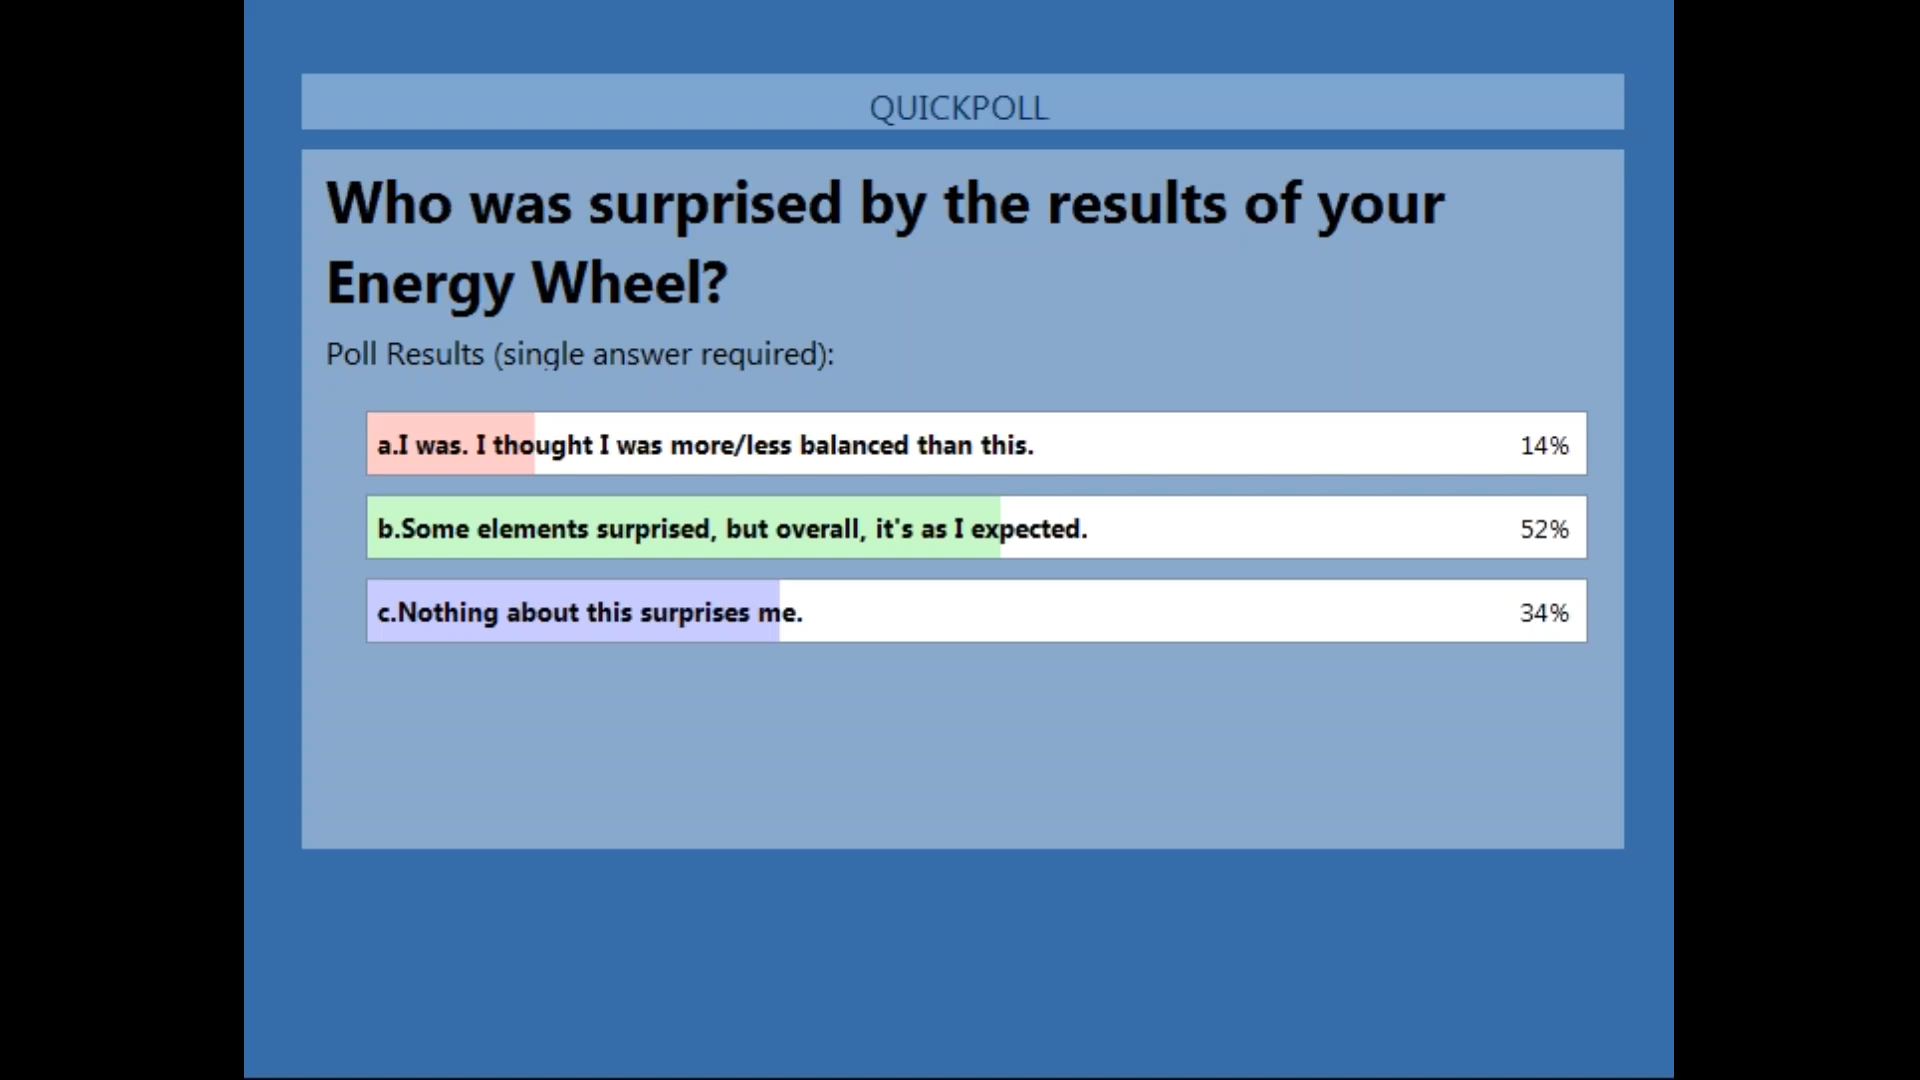 QUICKPOLL
Who was surprised by the results of your
Energy Wheel?
Poll Results (single answer required):
a.I was. I thought I was more/less balanced than this. 14%
b.Some elements surprised, but overall, it's as I expected. 52%
c.Nothing about this surprises me. 34%